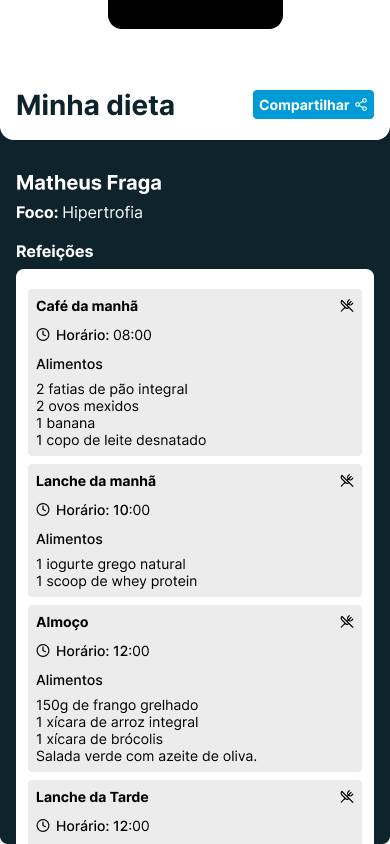 Minha dieta
Compartilhar
Matheus Fraga
Foco: Hipertrofia
Refeições
Café da manhã
Horário: 08:00
Alimentos
2 fatias de pão integral
2 ovos mexidos
1 banana
1 copo de leite desnatado
Lanche da manhã
Horário: 10:00
Alimentos
1 iogurte grego natural
1 scoop de whey protein
Almoço
Horário: 12:00
Alimentos
150g de frango grelhado
1 xícara de arroz integral
1 xícara de brócolis
Salada verde com azeite de oliva.
Lanche da Tarde
Horário: 12:00